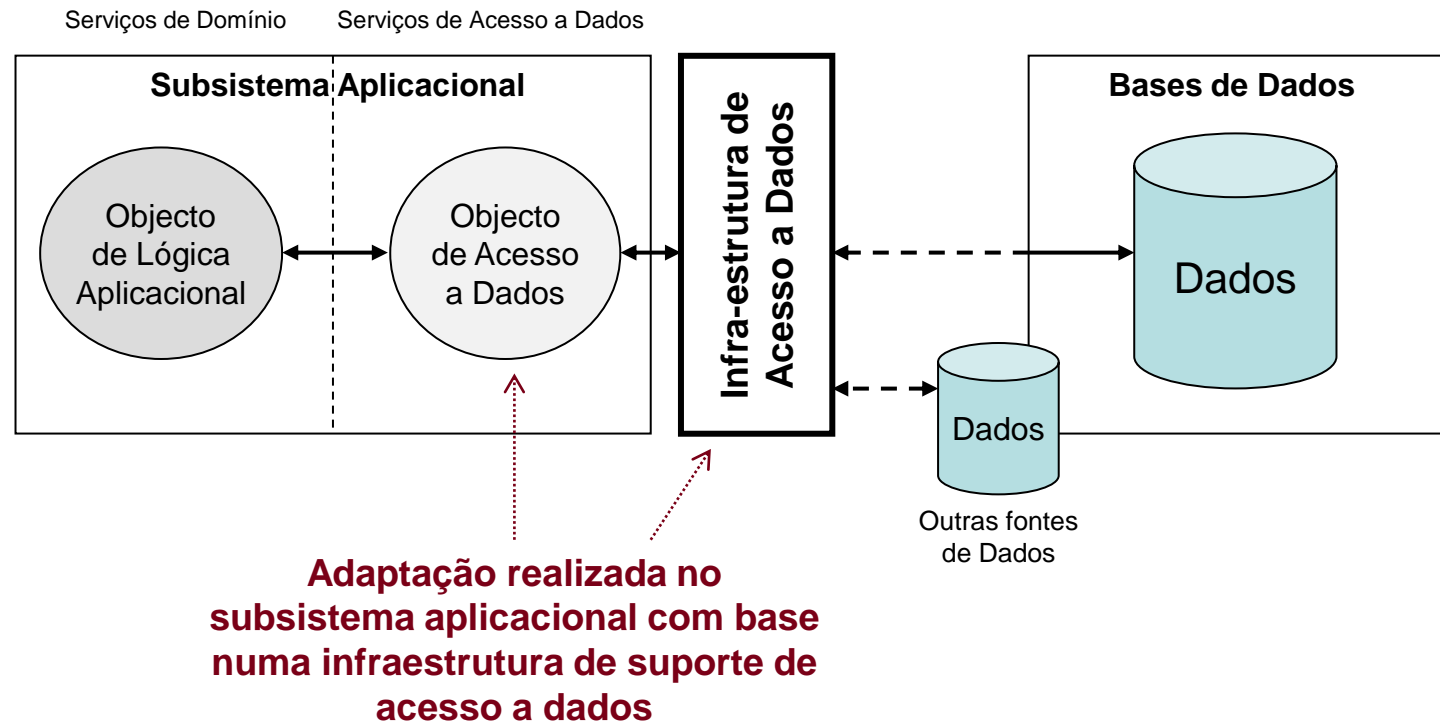 Serviços de Domínio
Serviços de Acesso a Dados
Subsistema Aplicacional
Objecto
de Lógica
Aplicacional
Objecto
de Acesso
a Dados
Infra-estrutura de
Acesso a Dados
Bases de Dados
Dados
Dados
Outras fontes
de Dados
Adaptação realizada no
subsistema aplicacional com base
numa infraestrutura de suporte de
acesso a dados